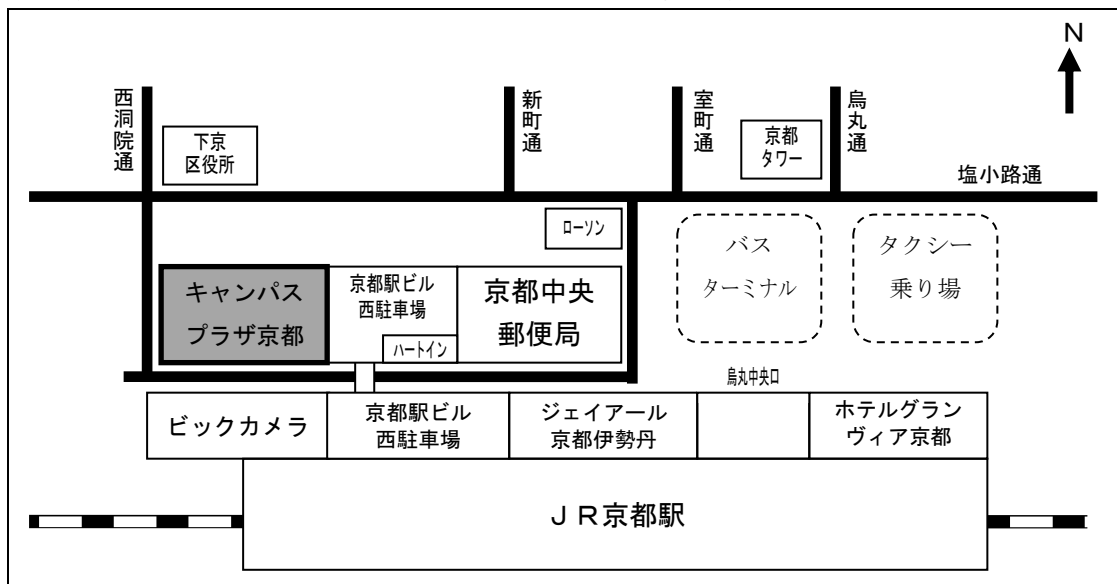 N
西洞院通
新町通
室町通
烏丸通
下京
区役所
京都
タワー
塩小路通
ローソン
バス
ターミナル
タクシー
乗り場
キャンパス
プラザ京都
京都駅ビル
西駐車場
ハートイン
京都中央
郵便局
烏丸中央口
ビックカメラ
京都駅ビル
西駐車場
ジェイアール
京都伊勢丹
ホテルグラン
ヴィア京都
ＪＲ京都駅